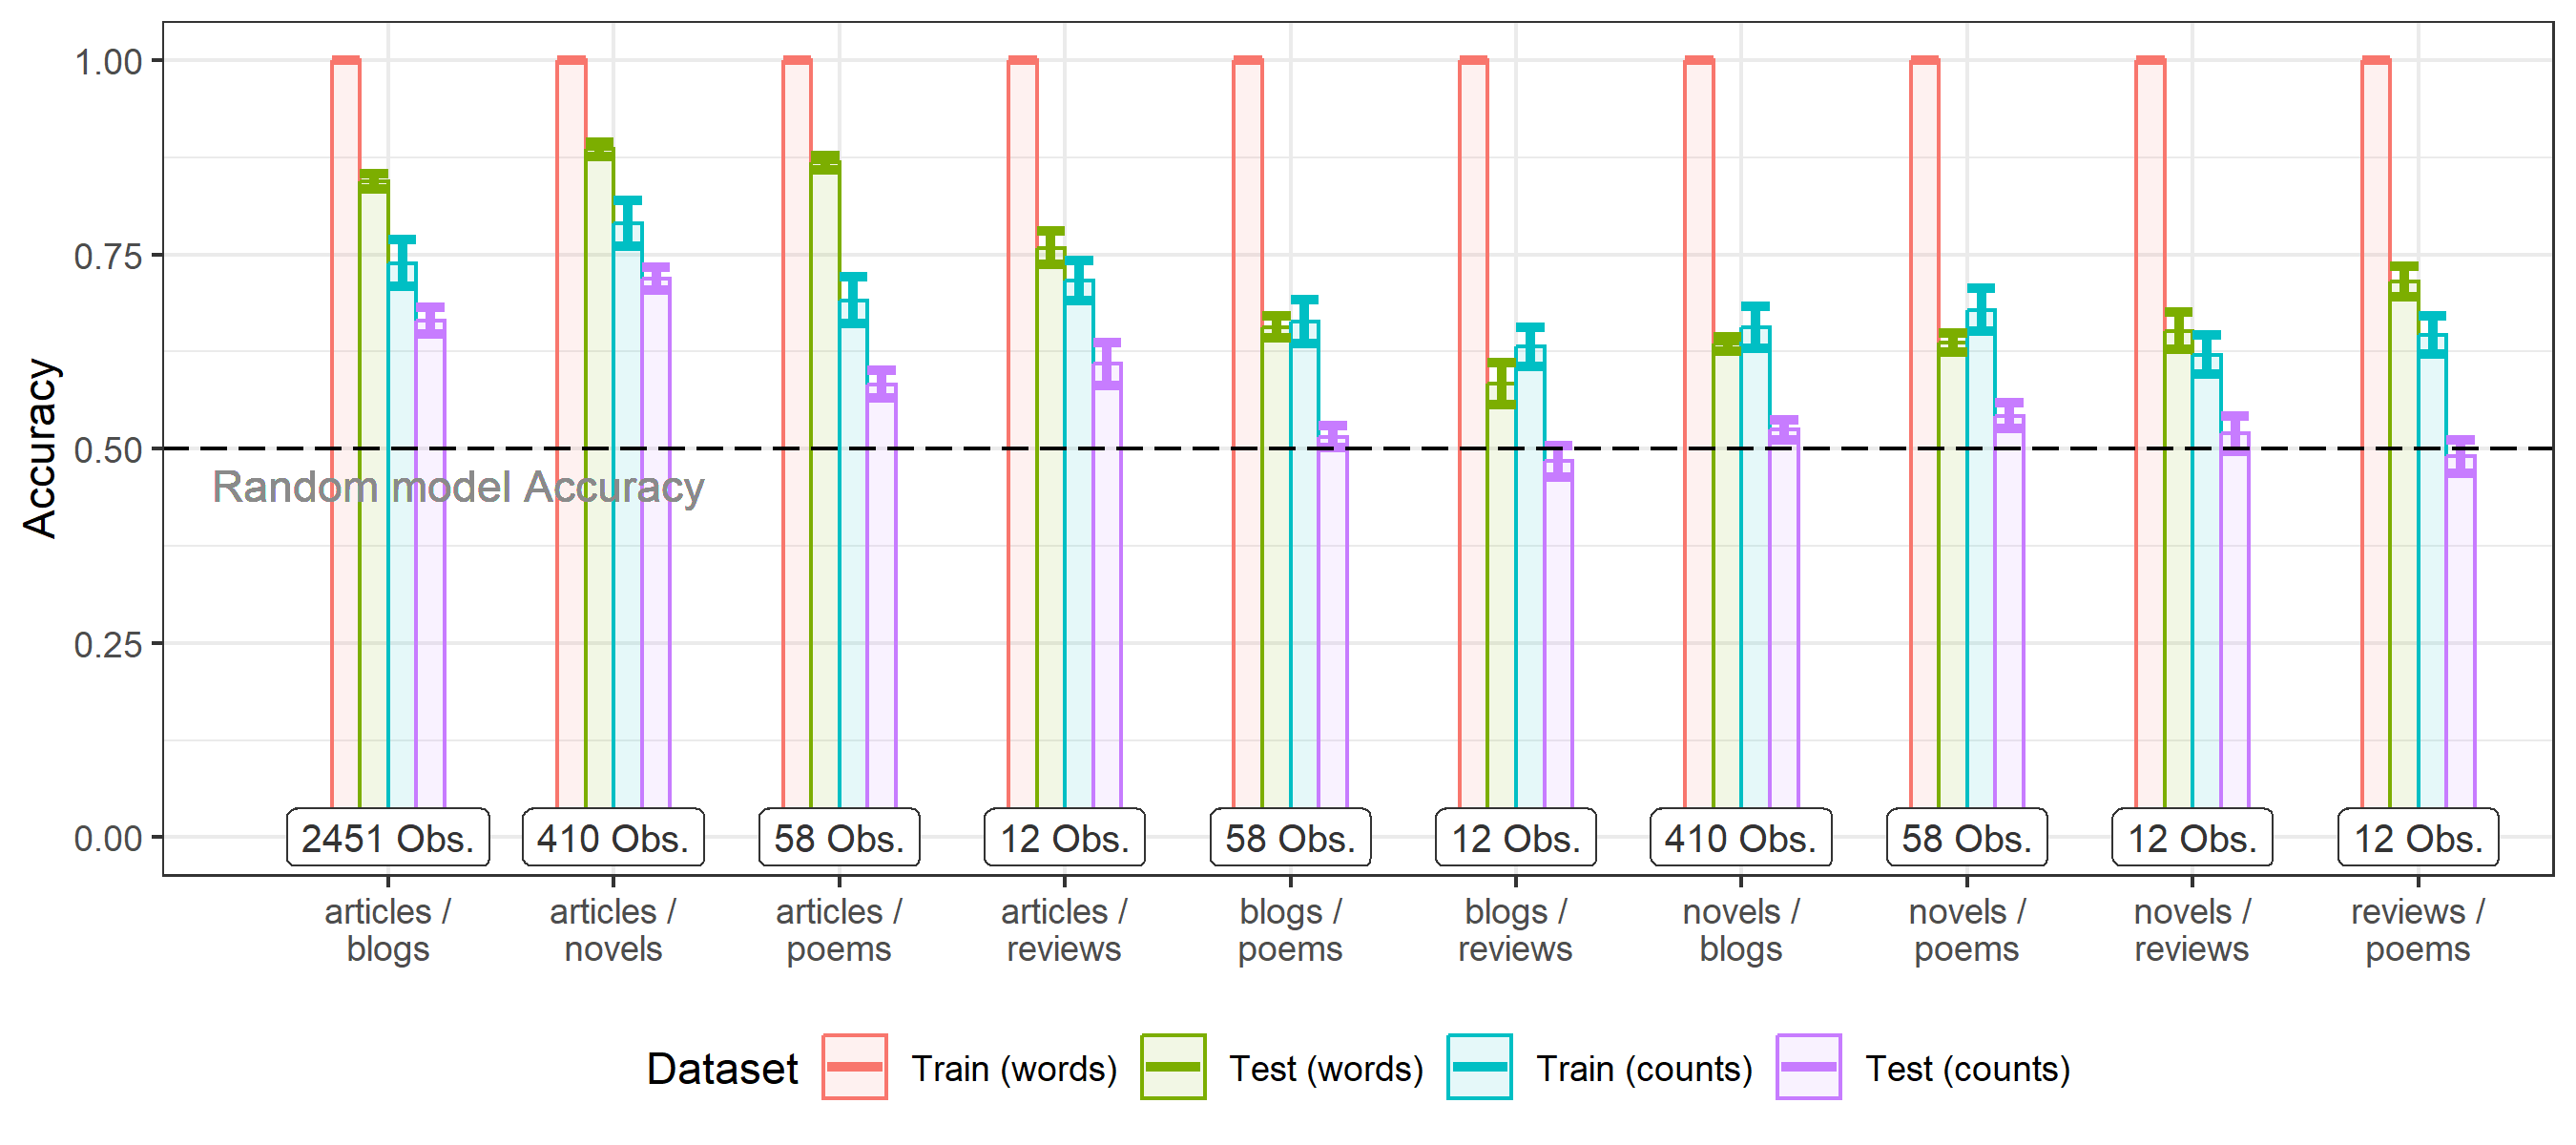 Accuracy
1.00
0.75
0.50
0.25
0.00
Random model Accuracy
2451 Obs.
410 Obs.
58 Obs.
12 Obs.
58 Obs.
12 Obs.
410 Obs.
58 Obs.
12 Obs.
12 Obs.
articles /
blogs
articles /
novels
articles /
poems
articles /
reviews
blogs /
poems
blogs /
reviews
novels /
blogs
novels /
poems
novels /
reviews
reviews /
poems
Dataset
Train (words)
Test (words)
Train (counts)
Test (counts)